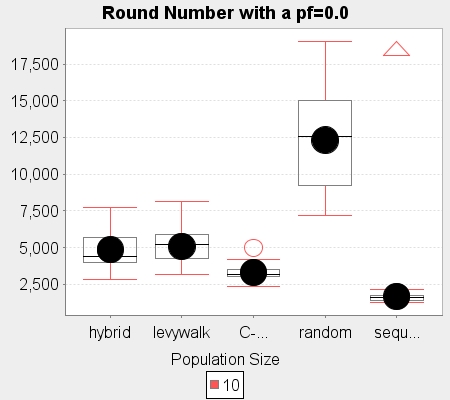 Round Number with a pf=0.0
17,500
15,000
12,500
10,000
7,500
5,000
2,500
hybrid levywalk C-... random sequ...
Population Size
10